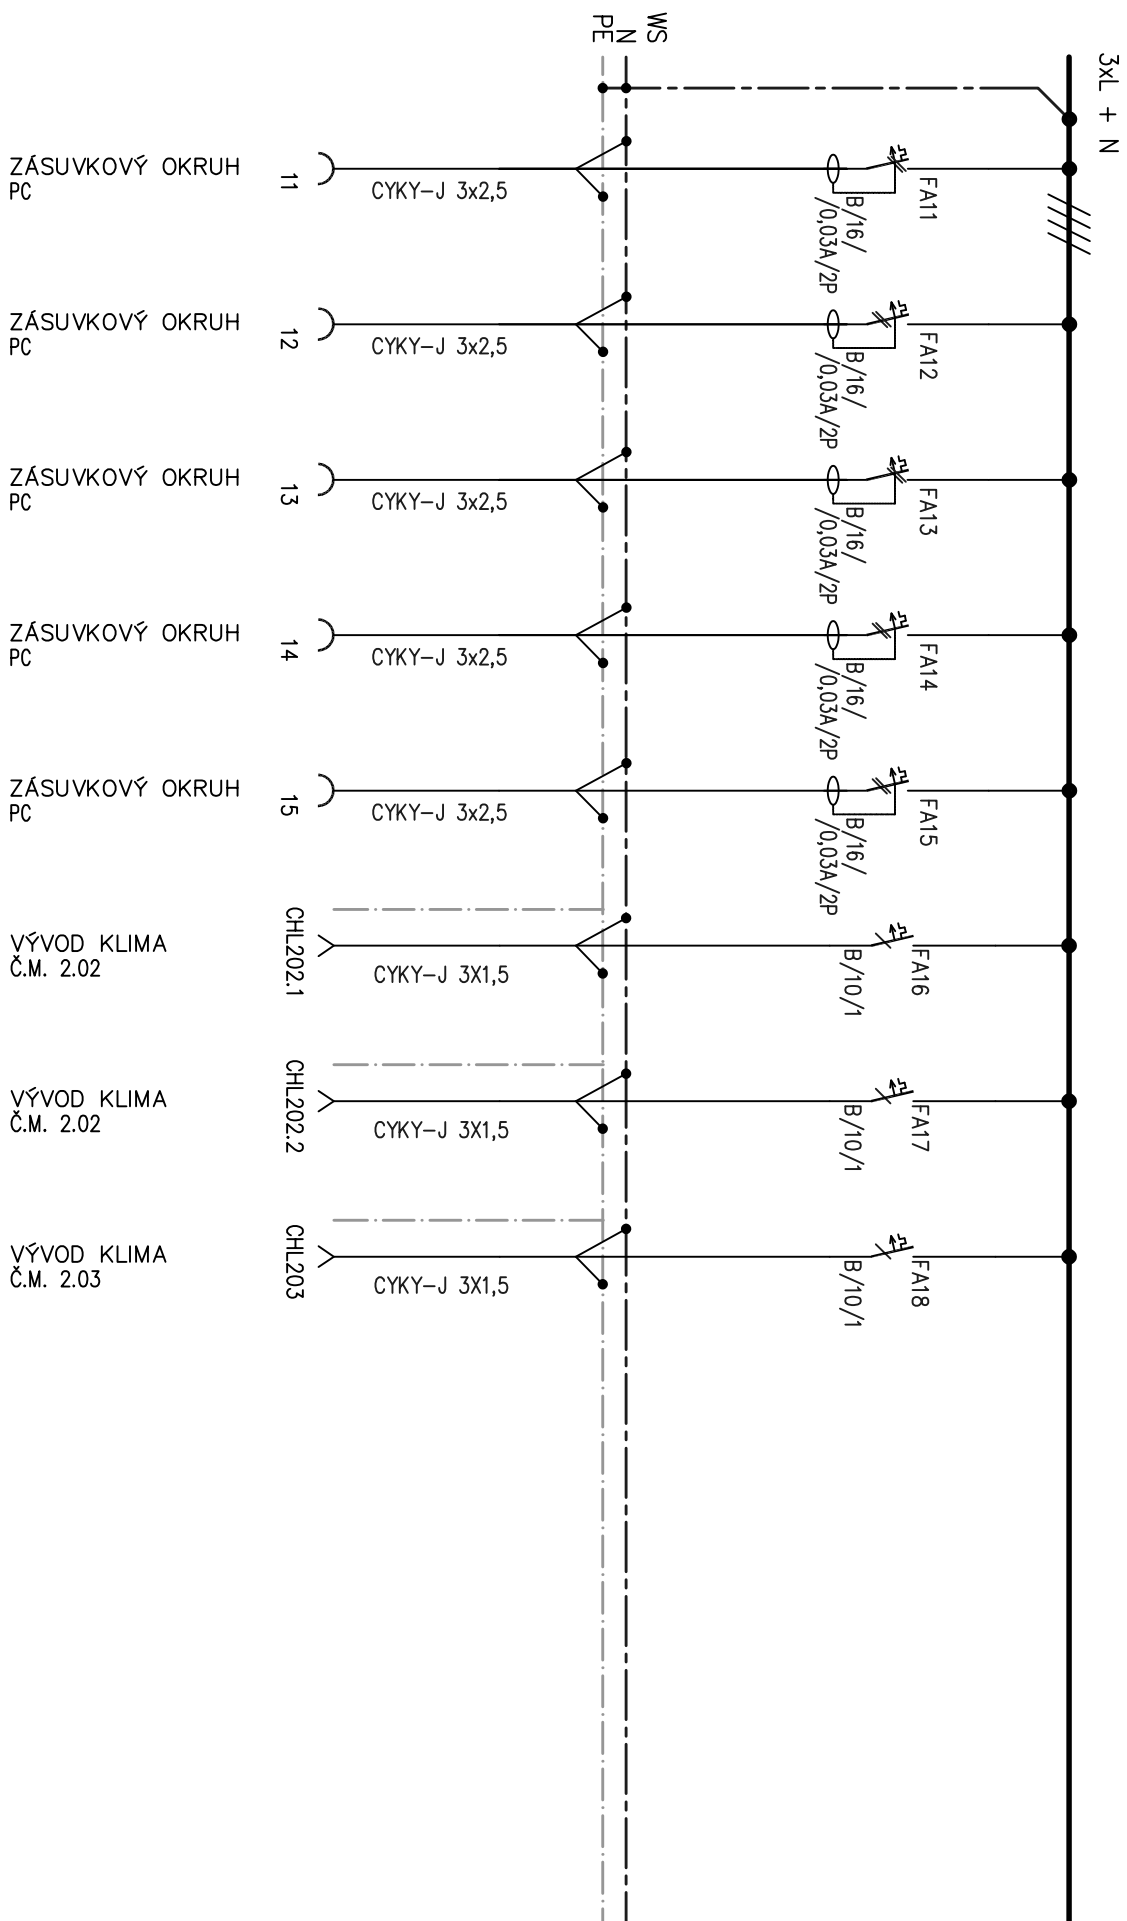 3xL + N
WS
N
PE
ZÁSUVKOVÝ OKRUH
PC
11
CYKY-J 3x2,5
B/16/
/0,03A/2P
FA11
ZÁSUVKOVÝ OKRUH
PC
12
CYKY-J 3x2,5
B/16/
/0,03A/2P
FA12
ZÁSUVKOVÝ OKRUH
PC
13
CYKY-J 3x2,5
B/16/
/0,03A/2P
FA13
ZÁSUVKOVÝ OKRUH
PC
14
CYKY-J 3x2,5
B/16/
/0,03A/2P
FA14
ZÁSUVKOVÝ OKRUH
PC
15
CYKY-J 3x2,5
B/16/
/0,03A/2P
FA15
VÝVOD KLIMA
Č.M. 2.02
CHL202.1
CYKY-J 3X1,5
B/10/1
FA16
VÝVOD KLIMA
Č.M. 2.02
CHL202.2
CYKY-J 3X1,5
B/10/1
FA17
VÝVOD KLIMA
Č.M. 2.03
CHL203
CYKY-J 3X1,5
B/10/1
FA18